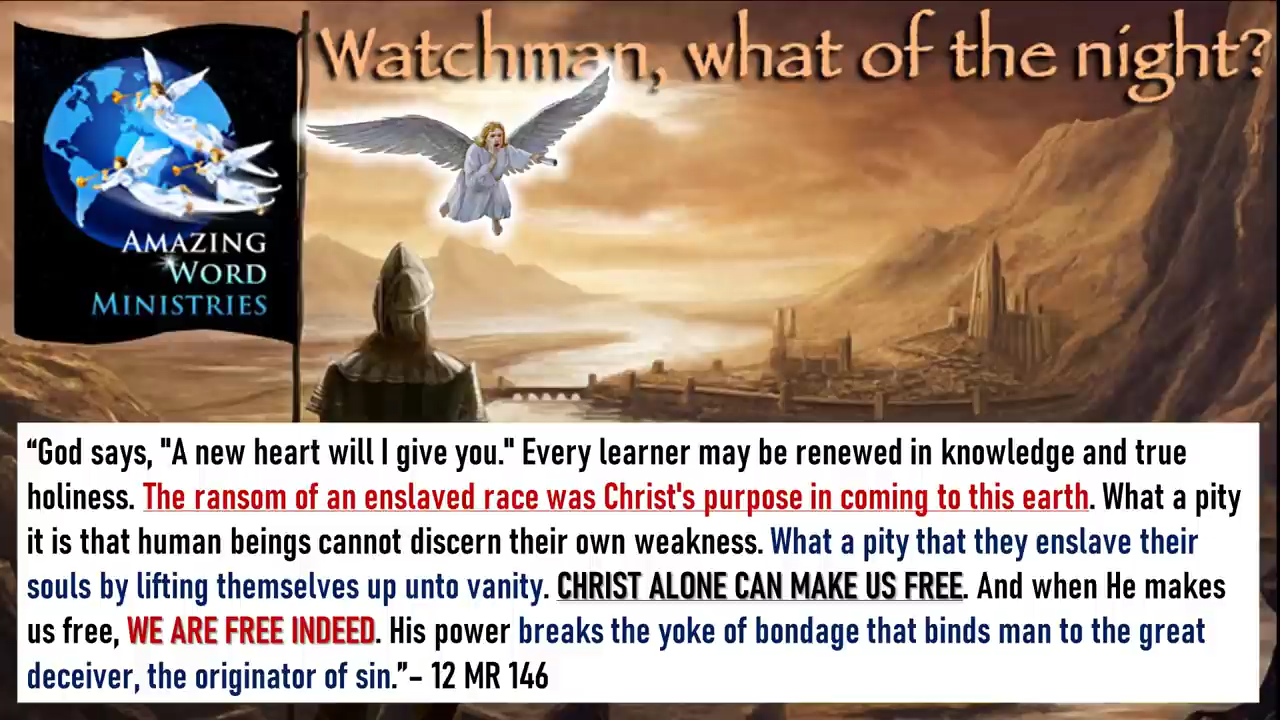 Watchman, what of the night?
AMAZING
WORD
MINISTRIES
“God says, "A new heart will I give you." Every learner may be renewed in knowledge and true
holiness. The ransom of an enslaved race was Christ's purpose in coming to this earth. What a pity
it is that human beings cannot discern their own weakness. What a pity that they enslave their
souls by lifting themselves up unto vanity. CHRIST ALONE CAN MAKE US FREE. And when He makes
us free, WE ARE FREE INDEED. His power breaks the yoke of bondage that binds man to the great
deceiver, the originator of sin.”– 12 MR 146